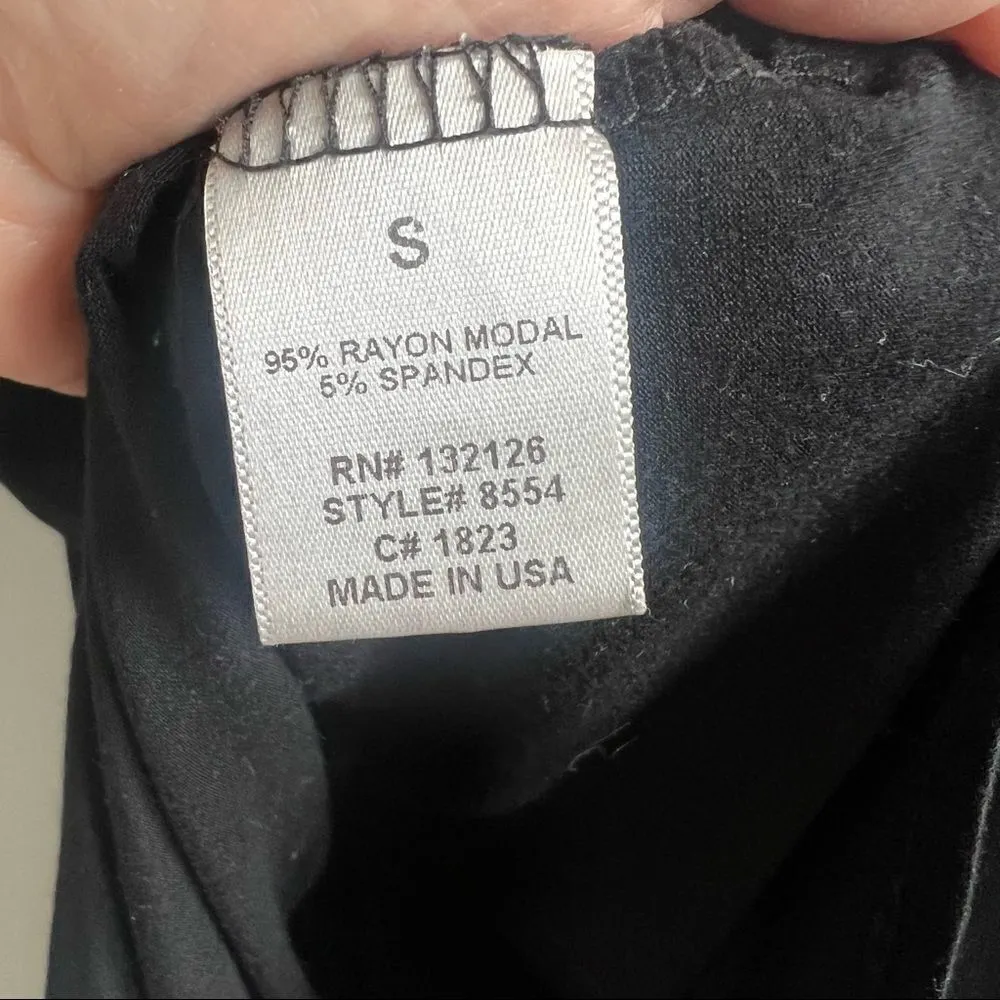 S
95% RAYON MODAL
5% SPANDEX
RN# 132126
STYLE# 8554
C# 1823
MADE IN USA